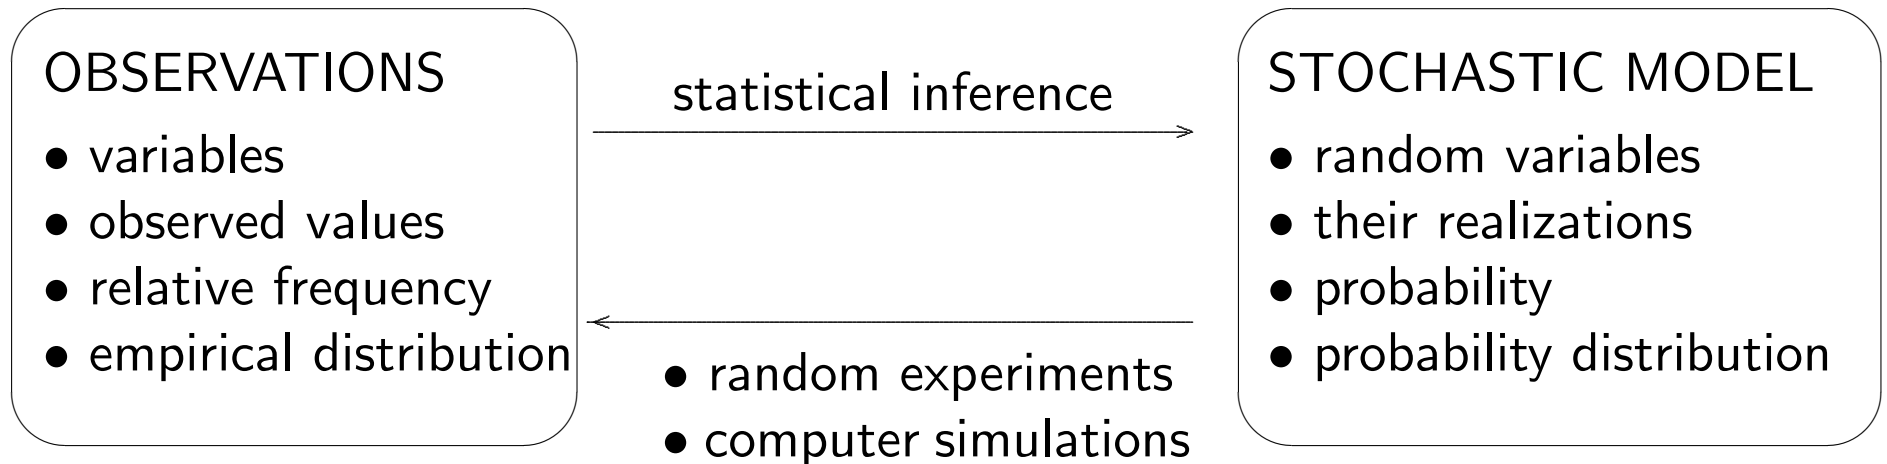 OBSERVATIONS
• variables
• observed values
• relative frequency
• empirical distribution
statistical inference
• random experiments
• computer simulations
STOCHASTIC MODEL
• random variables
• their realizations
• probability
• probability distribution